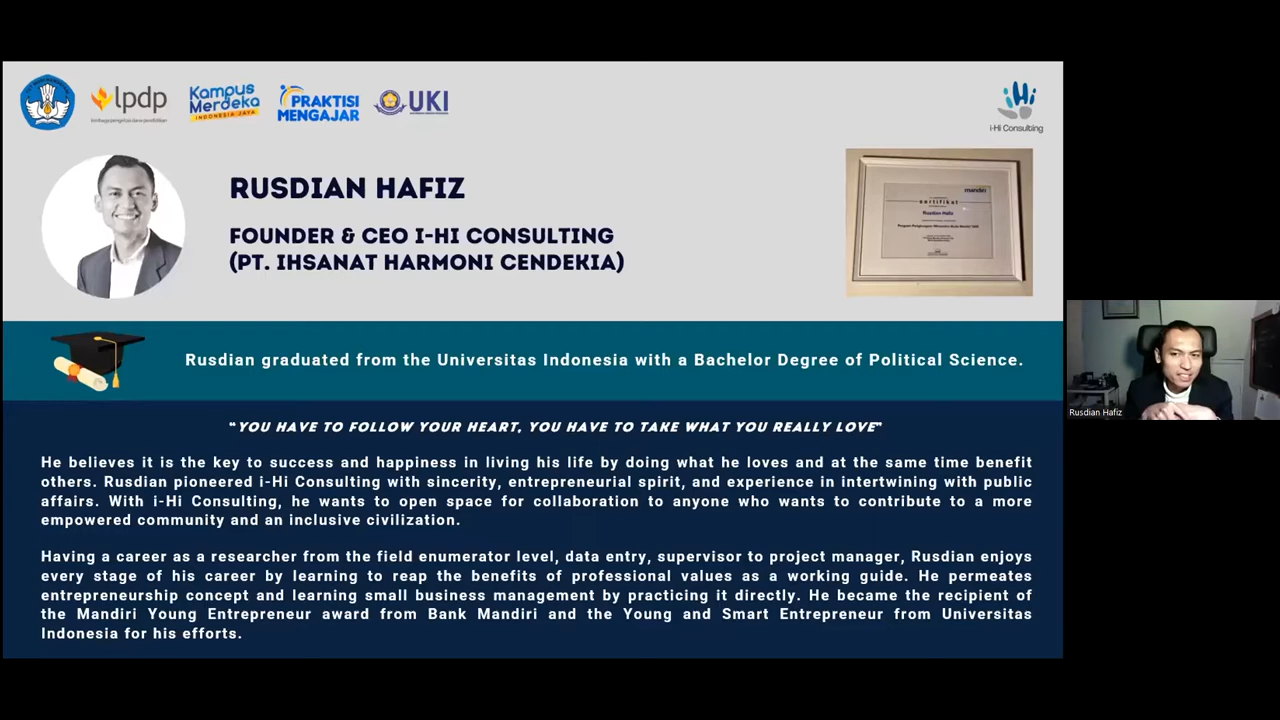 lpdp
Kampus
Merdeka
INDONESIA JAYA
PRAKTISI
MENGAJAR
UKI
i-Hi Consulting
RUSDIAN HAFIZ
FOUNDER & CEO I-HI CONSULTING
(PT. IHSANAT HARMONI CENDEKIA)
mandiri
sertifikat
Rusdian Hafiz
Rusdian graduated from the Universitas Indonesia with a Bachelor Degree of Political Science.
“YOU HAVE TO FOLLOW YOUR HEART, YOU HAVE TO TAKE WHAT YOU REALLY LOVE”
He believes it is the key to success and happiness in living his life by doing what he loves and at the same time benefit
others. Rusdian pioneered i-Hi Consulting with sincerity, entrepreneurial spirit, and experience in intertwining with public
affairs. With i-Hi Consulting, he wants to open space for collaboration to anyone who wants to contribute to a more
empowered community and an inclusive civilization.
Having a career as a researcher from the field enumerator level, data entry, supervisor to project manager, Rusdian enjoys
every stage of his career by learning to reap the benefits of professional values as a working guide. He permeates
entrepreneurship concept and learning small business management by practicing it directly. He became the recipient of
the Mandiri Young Entrepreneur award from Bank Mandiri and the Young and Smart Entrepreneur from Universitas
Indonesia for his efforts.
Rusdian Hafiz